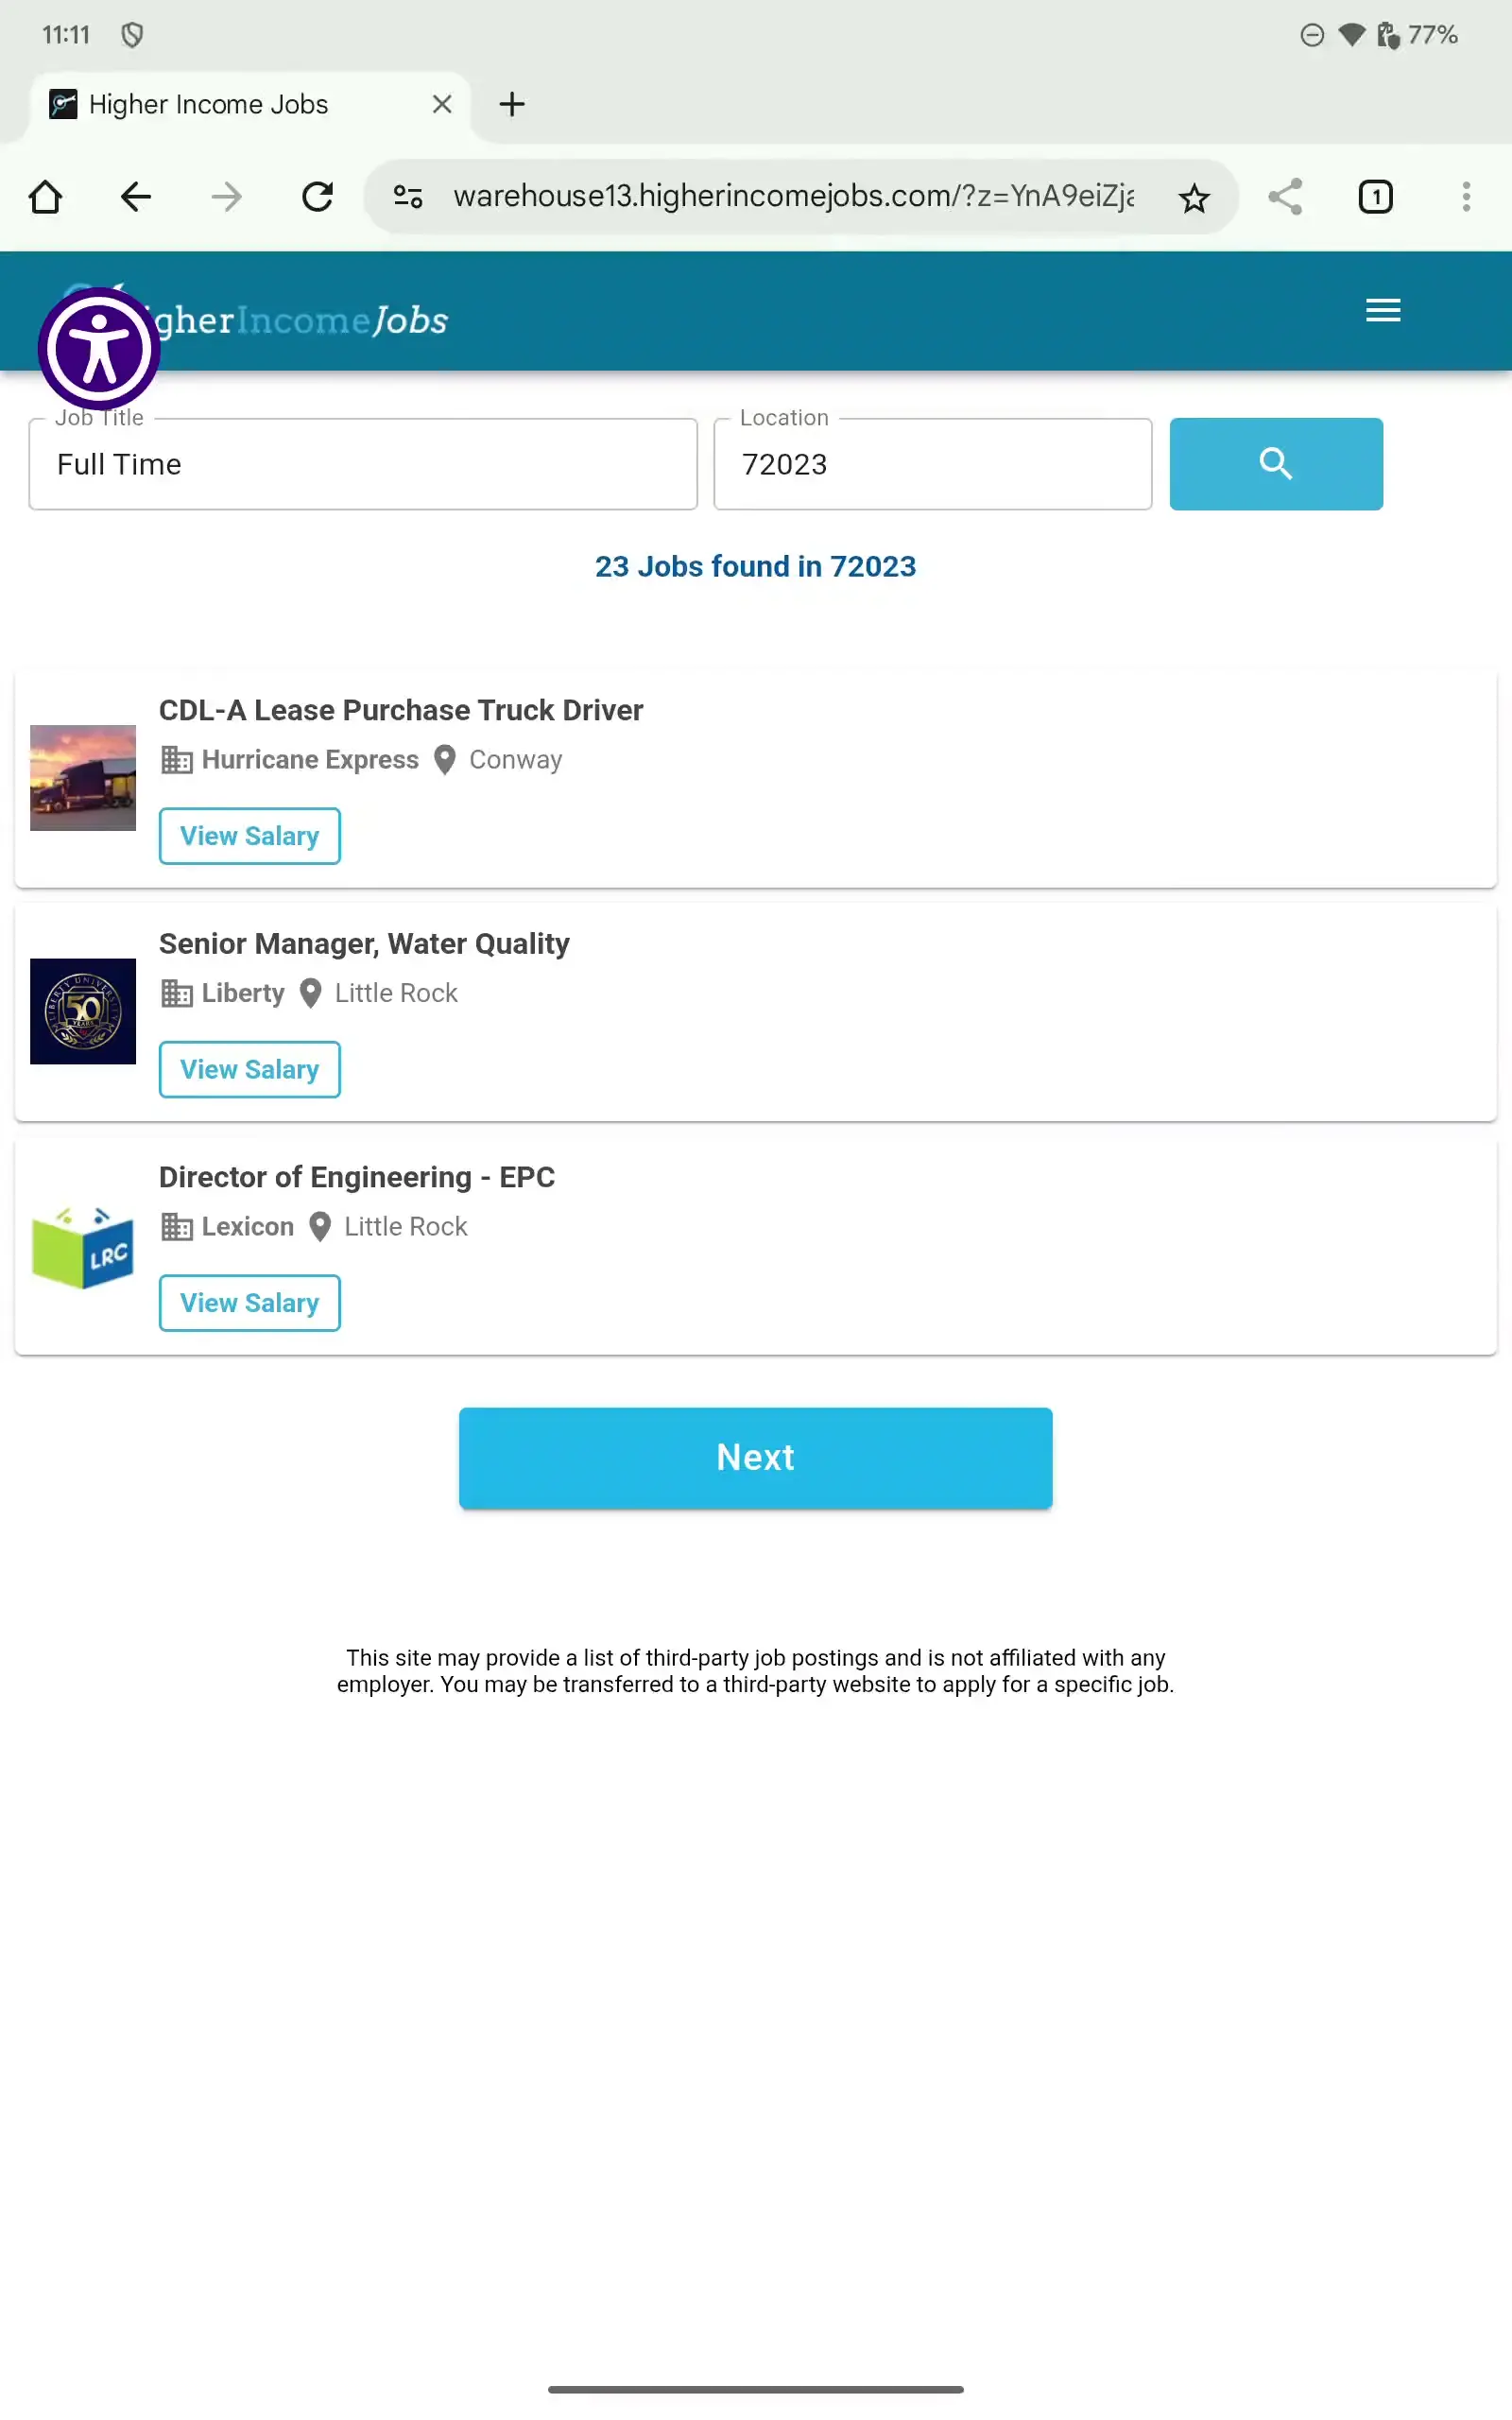 11:11
77%
Higher Income Jobs
warehouse13.higherincomejobs.com/?z=YnA9eiZj
1
gherIncomeJobs
Job Title
Location
Full Time
72023
23 Jobs found in 72023
CDL-A Lease Purchase Truck Driver
Hurricane Express Conway
View Salary
Senior Manager, Water Quality
LIBERTY UNIVERSITY
50
YEARS
Liberty Little Rock
View Salary
Director of Engineering - EPC
LRC
Lexicon Little Rock
View Salary
Next
This site may provide a list of third-party job postings and is not affiliated with any
employer. You may be transferred to a third-party website to apply for a specific job.